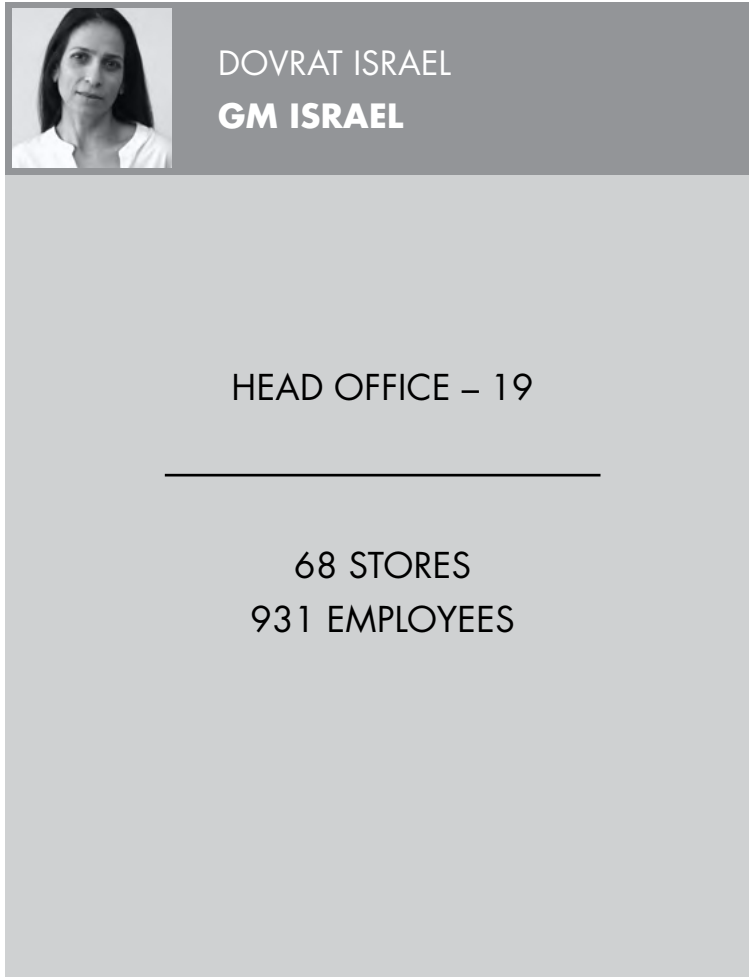 DOVRAT ISRAEL
GM ISRAEL
HEAD OFFICE – 19
68 STORES
931 EMPLOYEES